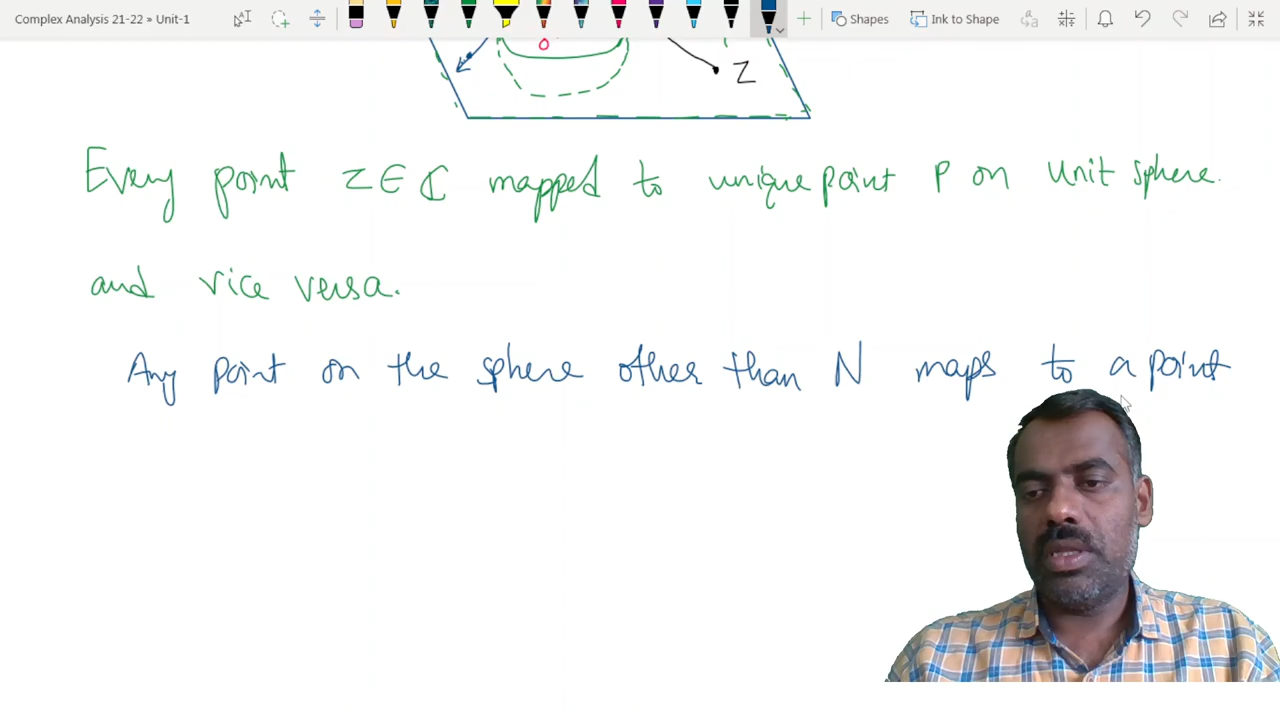 Complex Analysis 21-22 » Unit-1
Shapes
Ink to Shape
0
Z
Every point z ∈ ℂ mapped to unique point P on Unit sphere.
and vice versa.
Any point on the sphere other than N maps to a point